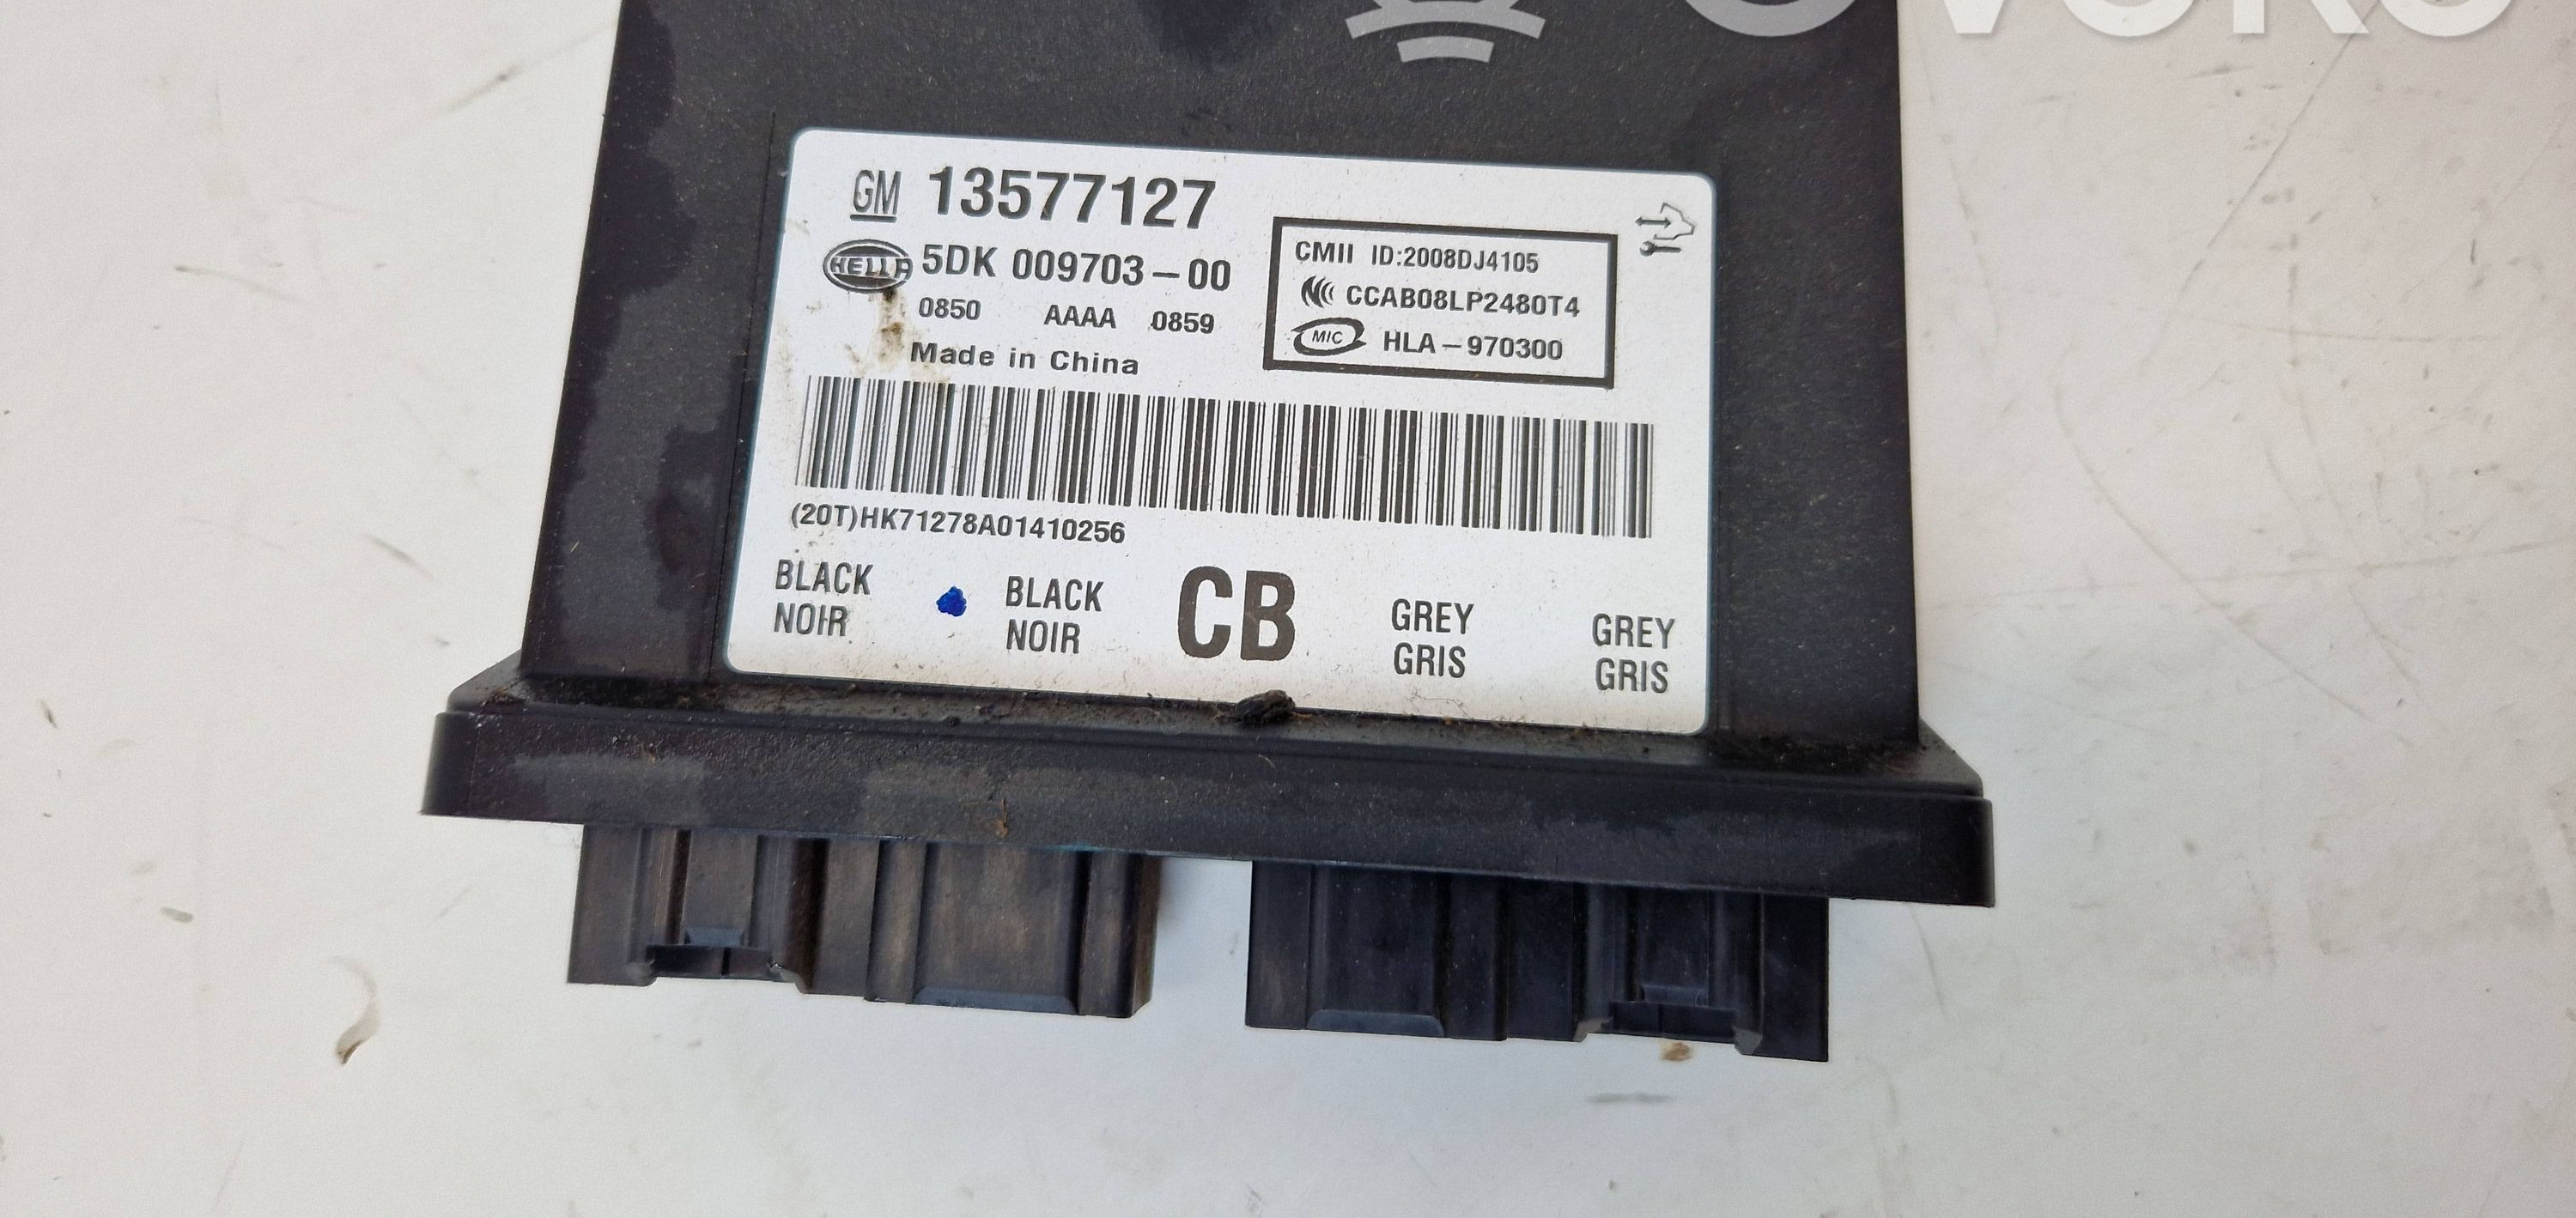 GM 13577127
HELLA 5DK 009703-00
0850 AAAA 0859
Made in China
CMII ID:2008DJ4105
CCAB08LP2480T4
MIC HLA-970300
(20T)HK71278A01410256
BLACK BLACK CB GREY GREY
NOIR NOIR GRIS GRIS